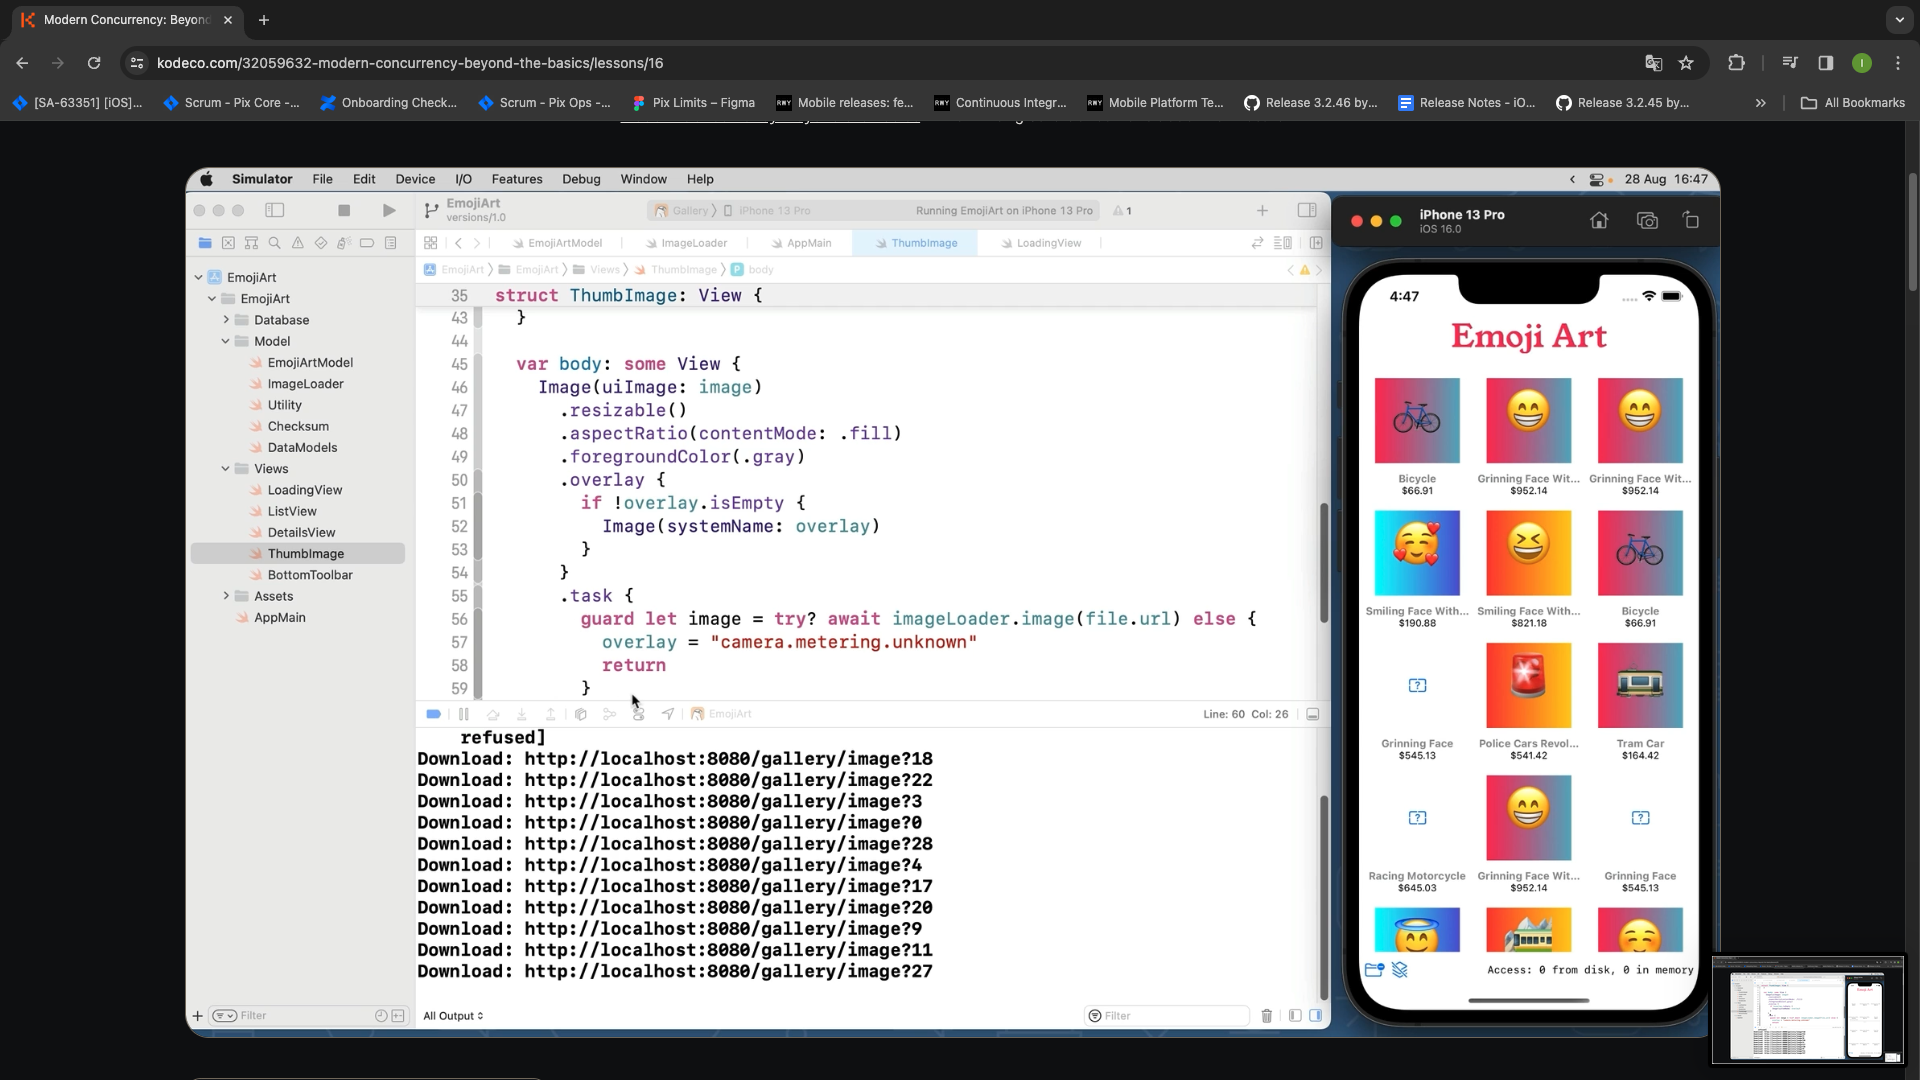 Modern Concurrency: Beyon
kodeco.com/32059632-modern-concurrency-beyond-the-basics/lessons/16
[SA-63351] [iOS]...
Scrum - Pix Core -...
Onboarding Check...
Scrum - Pix Ops -...
Pix Limits – Figma
Mobile releases: fe...
Continuous Integr...
Mobile Platform Te...
Release 3.2.46 by...
Release Notes - iO...
Release 3.2.45 by...
All Bookmarks
Simulator File Edit Device I/O Features Debug Window Help
28 Aug 16:47
EmojiArt
versions/1.0
Gallery
iPhone 13 Pro
Running EmojiArt on iPhone 13 Pro
1
EmojiArtModel
ImageLoader
AppMain
ThumbImage
LoadingView
EmojiArt
EmojiArt
Views
ThumbImage
body
EmojiArt
EmojiArt
Database
Model
EmojiArtModel
ImageLoader
Utility
Checksum
DataModels
Views
LoadingView
ListView
DetailsView
ThumbImage
BottomToolbar
Assets
AppMain
Filter
35 struct ThumbImage: View {
43 }
44
45 var body: some View {
46 Image(uiImage: image)
47 .resizable()
48 .aspectRatio(contentMode: .fill)
49 .foregroundColor(.gray)
50 .overlay {
51 if !overlay.isEmpty {
52 Image(systemName: overlay)
53 }
54 }
55 .task {
56 guard let image = try? await imageLoader.image(file.url) else {
57 overlay = "camera.metering.unknown"
58 return
59 }
EmojiArt
Line: 60 Col: 26
refused]
Download: http://localhost:8080/gallery/image?18
Download: http://localhost:8080/gallery/image?22
Download: http://localhost:8080/gallery/image?3
Download: http://localhost:8080/gallery/image?0
Download: http://localhost:8080/gallery/image?28
Download: http://localhost:8080/gallery/image?4
Download: http://localhost:8080/gallery/image?17
Download: http://localhost:8080/gallery/image?20
Download: http://localhost:8080/gallery/image?9
Download: http://localhost:8080/gallery/image?11
Download: http://localhost:8080/gallery/image?27
All Output
Filter
iPhone 13 Pro
iOS 16.0
4:47
Emoji Art
Bicycle
$66.91
Grinning Face Wit...
$952.14
Grinning Face Wit...
$952.14
Smiling Face With...
$190.88
Smiling Face With...
$821.18
Bicycle
$66.91
Grinning Face
$545.13
Police Cars Revol...
$541.42
Tram Car
$164.42
Racing Motorcycle
$645.03
Grinning Face Wit...
$952.14
Grinning Face
$545.13
Access: 0 from disk, 0 in memory